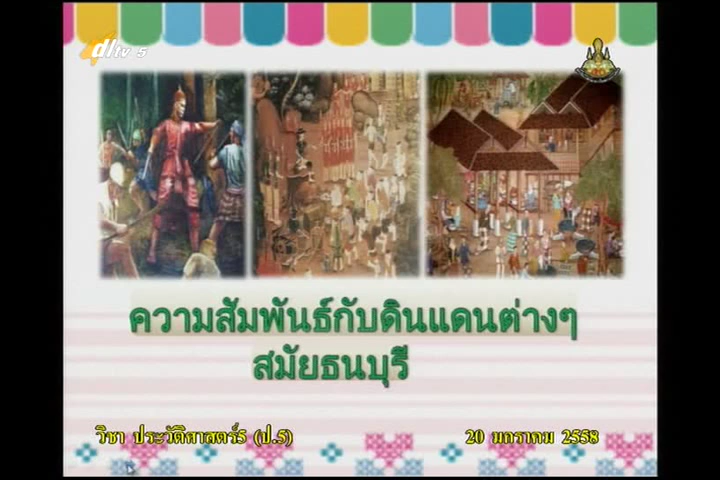 dltv 5
ความสัมพันธ์กับดินแดนต่างๆ
สมัยธนบุรี
วิชา ประวัติศาสตร์5 (ป.5)
20 มกราคม 2558